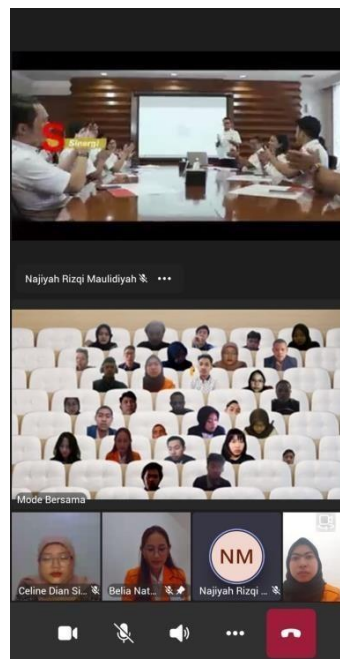 S
Sinergi
Najiyah Rizqi Maulidiyah
Mode Bersama
Celine Dian Si...
Belia Nat...
NM
Najiyah Rizqi ...